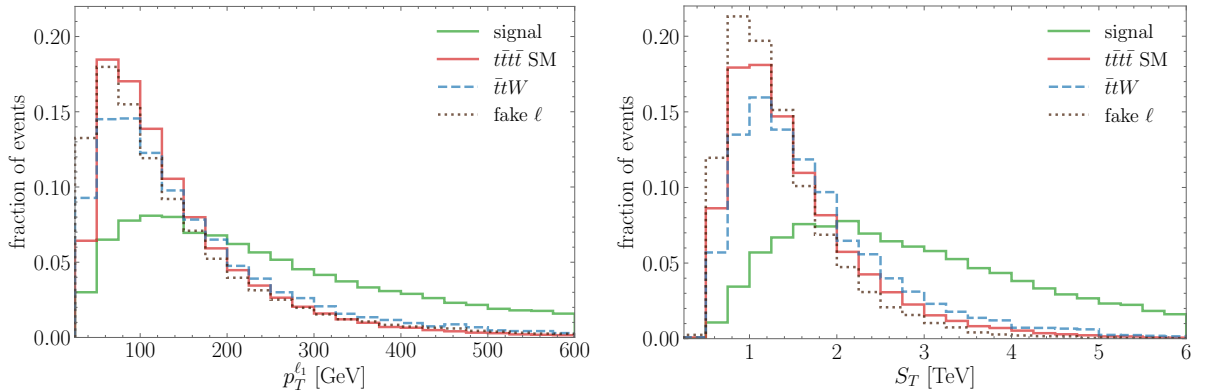 fraction of events
0.20
0.15
0.10
0.05
0.00
signal
tt̄tt̄ SM
t̄tW
fake ℓ
100 200 300 400 500 600
p_T^{ℓ_1} [GeV]
fraction of events
0.20
0.15
0.10
0.05
0.00
signal
tt̄tt̄ SM
t̄tW
fake ℓ
1 2 3 4 5 6
S_T [TeV]